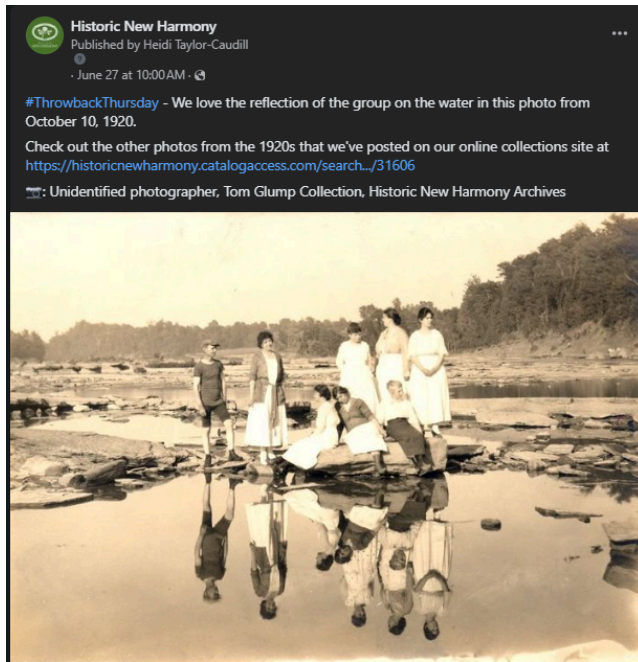 Historic New Harmony
Published by Heidi Taylor-Caudill
· June 27 at 10:00 AM ·
#ThrowbackThursday - We love the reflection of the group on the water in this photo from
October 10, 1920.
Check out the other photos from the 1920s that we've posted on our online collections site at
https://historicnewharmony.catalogaccess.com/search.../31606
📷: Unidentified photographer, Tom Glump Collection, Historic New Harmony Archives